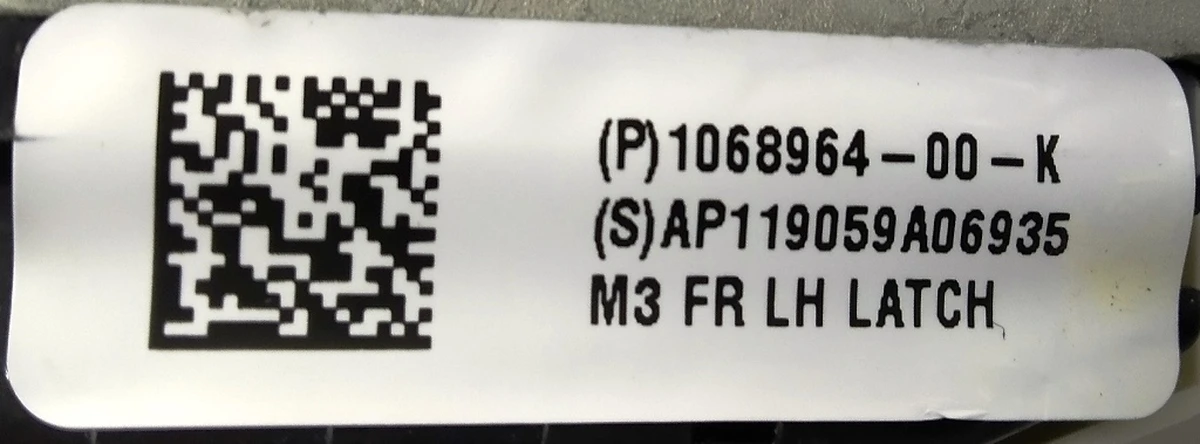 (P)1068964-00-K
(S)AP119059A06935
M3 FR LH LATCH